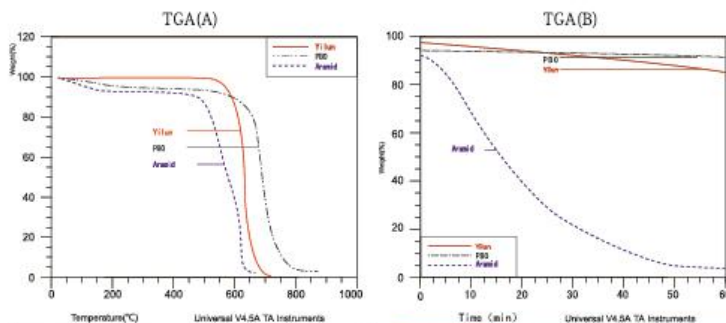 TGA(A)
Weight(%)
120
100
80
60
40
20
0
0
200
400
600
800
1000
Yilun
PBO
Aramid
Yilun
PBO
Aramid
Temperature(℃)
Universal V4.5A TA Instruments
TGA(B)
Weight(%)
100
80
60
40
20
0
0
10
20
30
40
50
60
PBO
Yilun
Aramid
Yilun
PBO
Aramid
Time (min)
Universal V4.5A TA Instruments